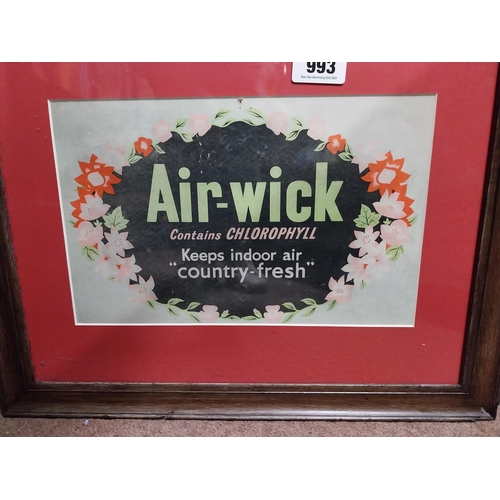 993
Air-wick
Contains CHLOROPHYLL
Keeps indoor air
"country-fresh"